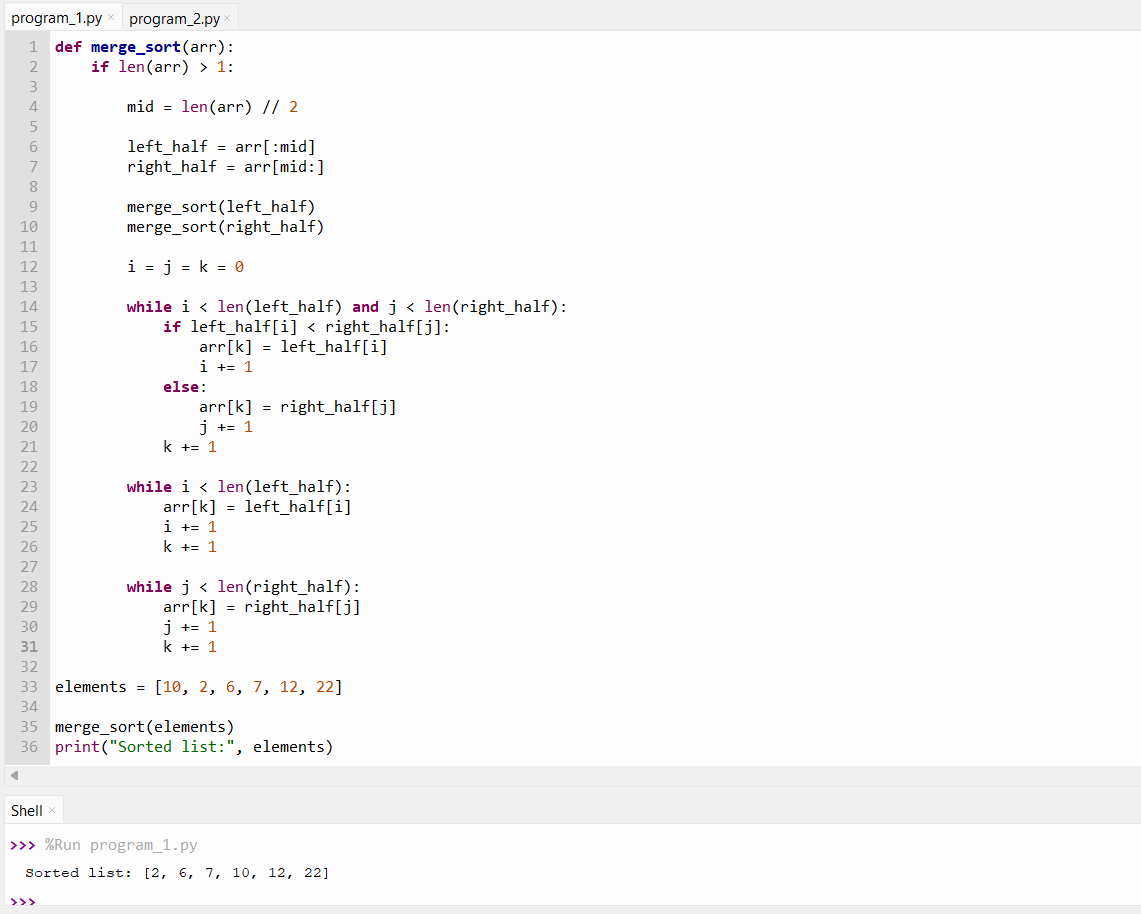 program_1.py × program_2.py ×
1 def merge_sort(arr):
2     if len(arr) > 1:
3
4         mid = len(arr) // 2
5
6         left_half = arr[:mid]
7         right_half = arr[mid:]
8
9         merge_sort(left_half)
10         merge_sort(right_half)
11
12         i = j = k = 0
13
14         while i < len(left_half) and j < len(right_half):
15             if left_half[i] < right_half[j]:
16                 arr[k] = left_half[i]
17                 i += 1
18             else:
19                 arr[k] = right_half[j]
20                 j += 1
21             k += 1
22
23         while i < len(left_half):
24             arr[k] = left_half[i]
25             i += 1
26             k += 1
27
28         while j < len(right_half):
29             arr[k] = right_half[j]
30             j += 1
31             k += 1
32
33 elements = [10, 2, 6, 7, 12, 22]
34
35 merge_sort(elements)
36 print("Sorted list:", elements)
Shell ×
>>> %Run program_1.py
Sorted list: [2, 6, 7, 10, 12, 22]
>>>